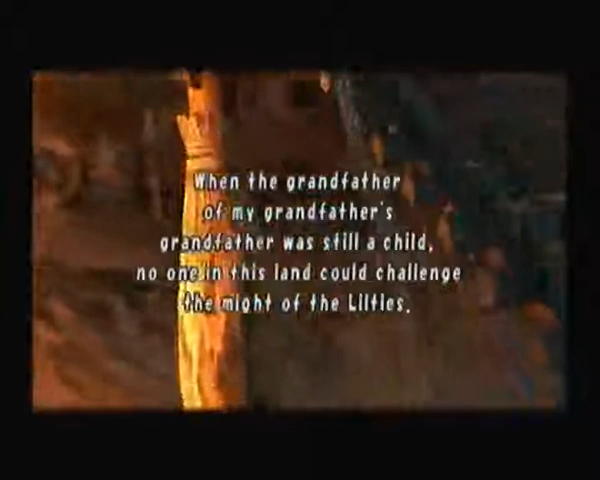 When the grandfather
of my grandfather's
grandfather was still a child,
no one in this land could challenge
the might of the Lilties.